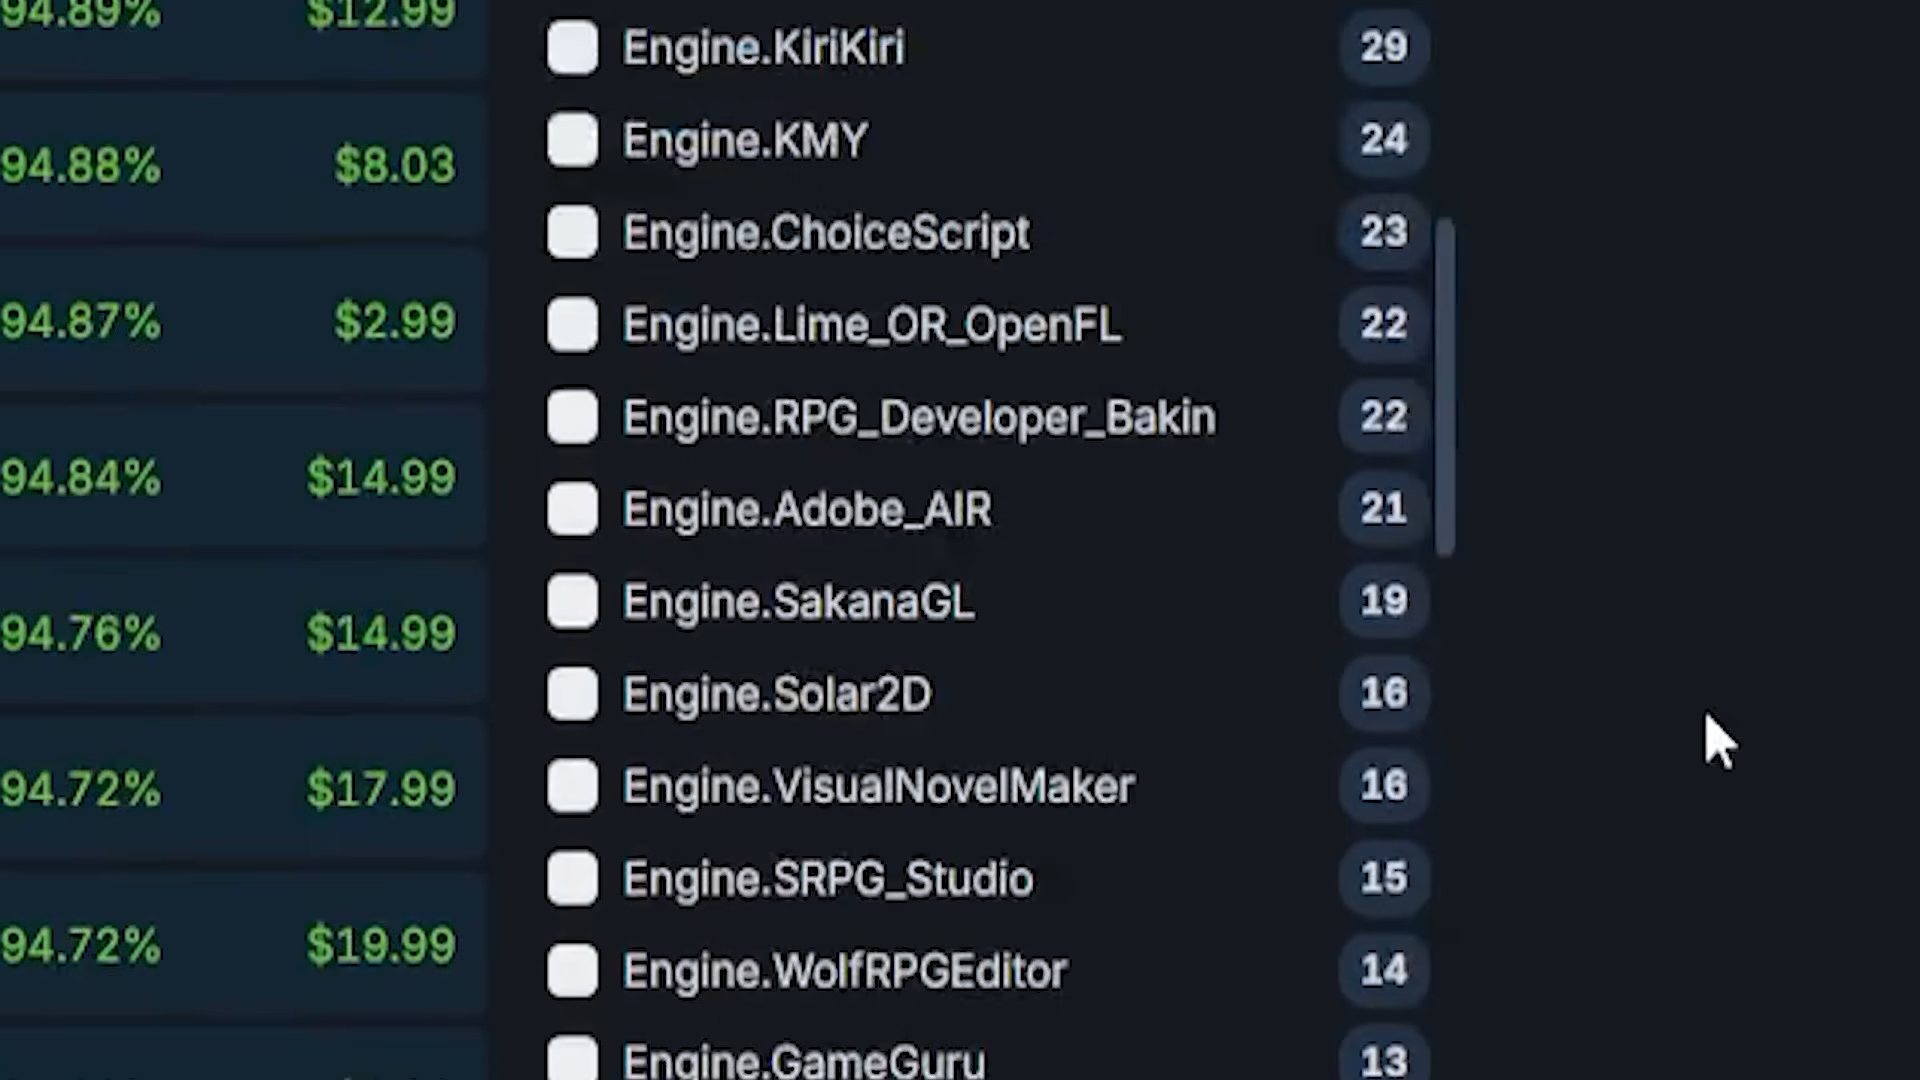 94.89% $12.99
94.88% $8.03
94.87% $2.99
94.84% $14.99
94.76% $14.99
94.72% $17.99
94.72% $19.99
Engine.KiriKiri 29
Engine.KMY 24
Engine.ChoiceScript 23
Engine.Lime_OR_OpenFL 22
Engine.RPG_Developer_Bakin 22
Engine.Adobe_AIR 21
Engine.SakanaGL 19
Engine.Solar2D 16
Engine.VisualNovelMaker 16
Engine.SRPG_Studio 15
Engine.WolfRPGEditor 14
Engine.GameGuru 13